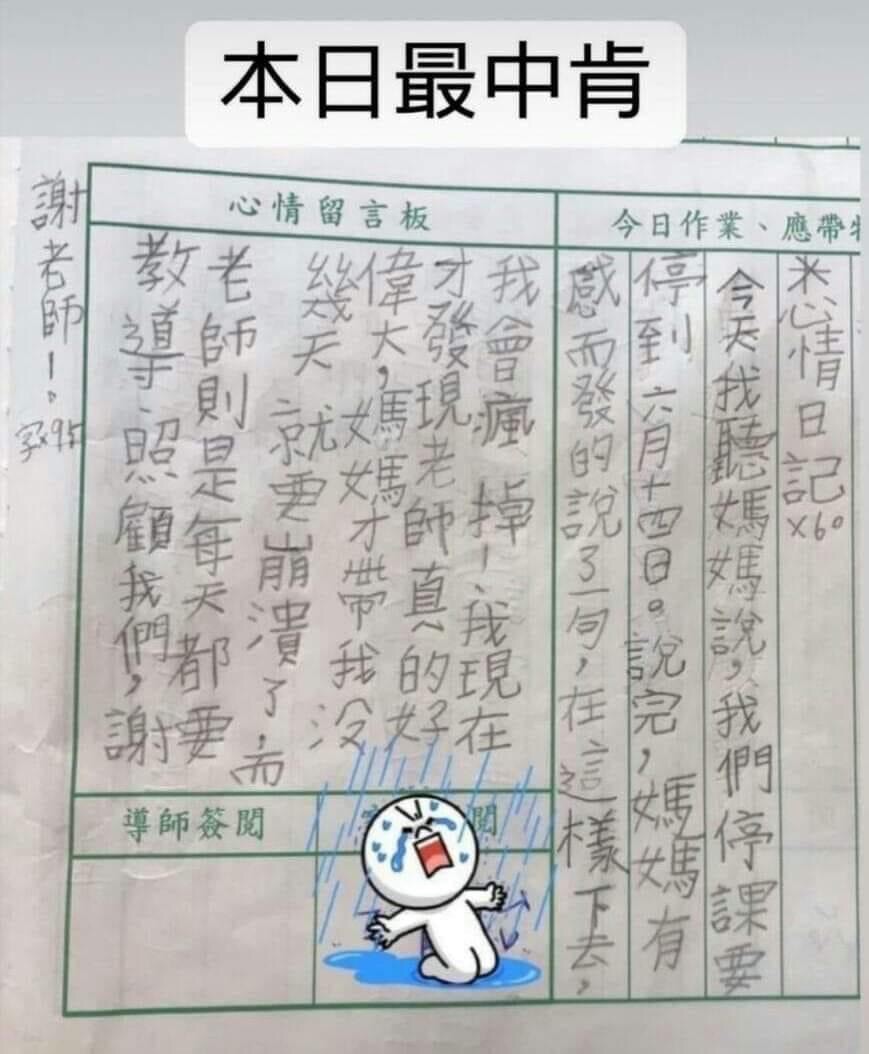 本日最中肯
今日作業、應帶
※心情日記 x60
今天我聽媽媽說,我們停課要
停到六月十四日。說完,媽媽有
感而發的說了一句,在這樣下去,
心情留言板
我會瘋掉!、我現在
才發現老師真的好
偉大,媽媽才帶我沒
幾天就要崩潰了,而
老師則是每天都要
教導、照顧我們,謝
謝老師!。字x95
導師簽閱
閱